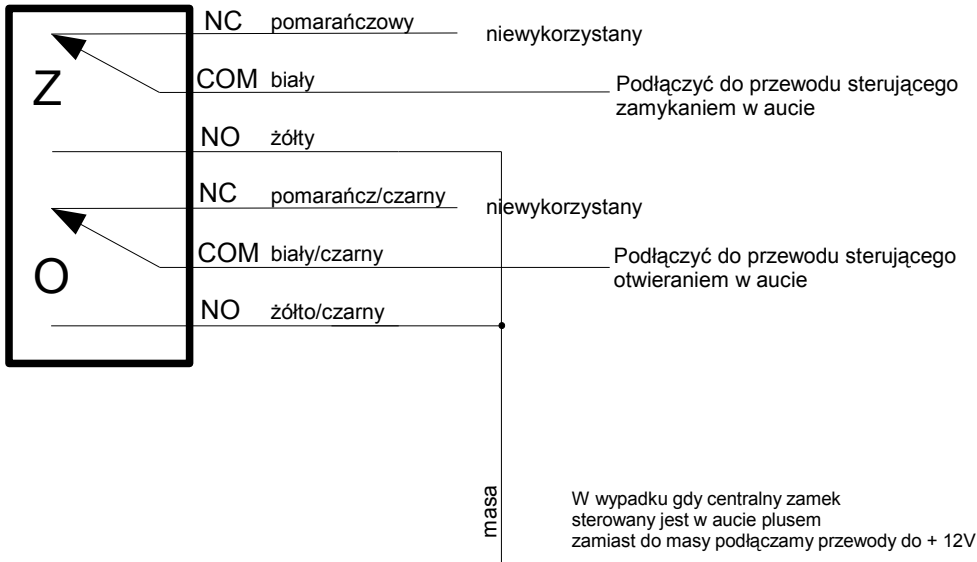 NC pomarańczowy
niewykorzystany
Z
COM biały
Podłączyć do przewodu sterującego
zamykaniem w aucie
NO żółty
NC pomarańcz/czarny
niewykorzystany
COM biały/czarny
Podłączyć do przewodu sterującego
otwieraniem w aucie
O
NO żółto/czarny
masa
W wypadku gdy centralny zamek
sterowany jest w aucie plusem
zamiast do masy podłączamy przewody do + 12V